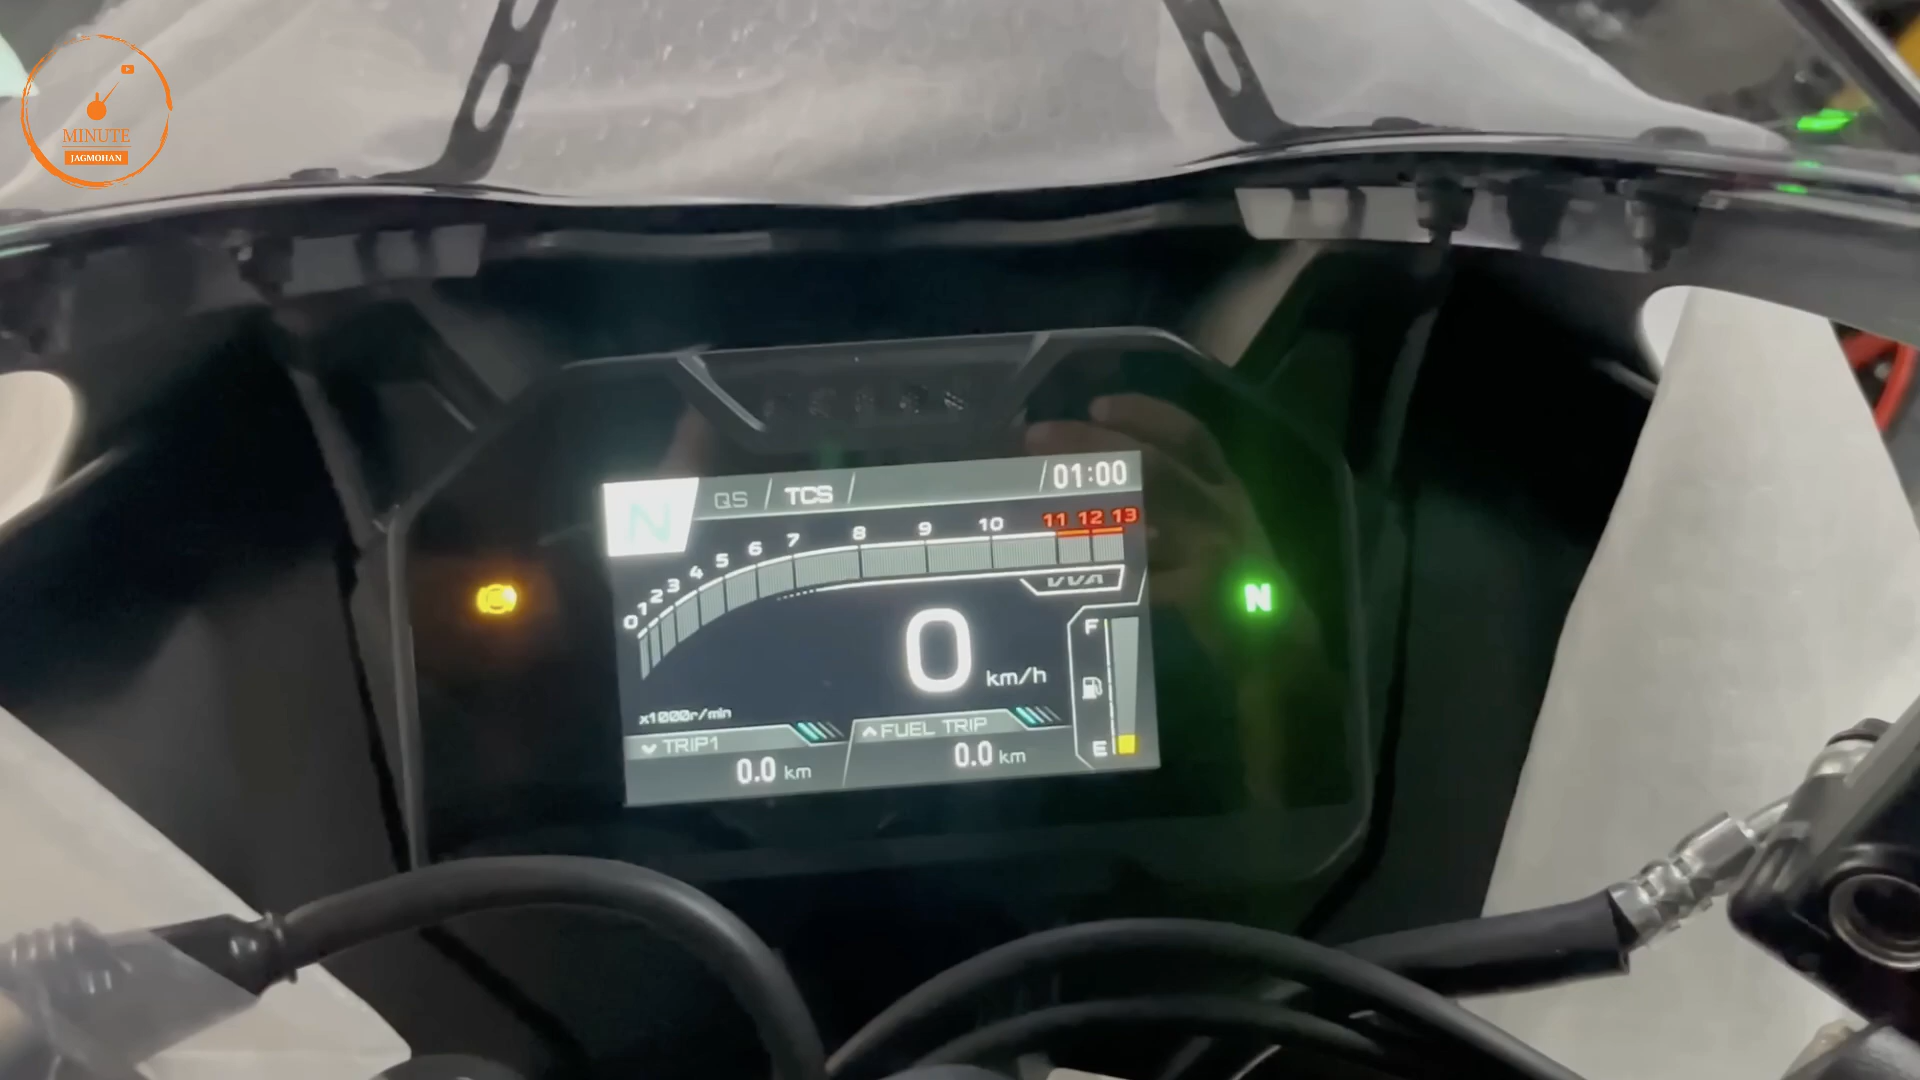 MINUTE
JAGMOHAN
N QS TCS 01:00
0 1 2 3 4 5 6 7 8 9 10 11 12 13
VVA
0 km/h
N
F
E
x1000r/min
TRIP1
0.0 km
FUEL TRIP
0.0 km